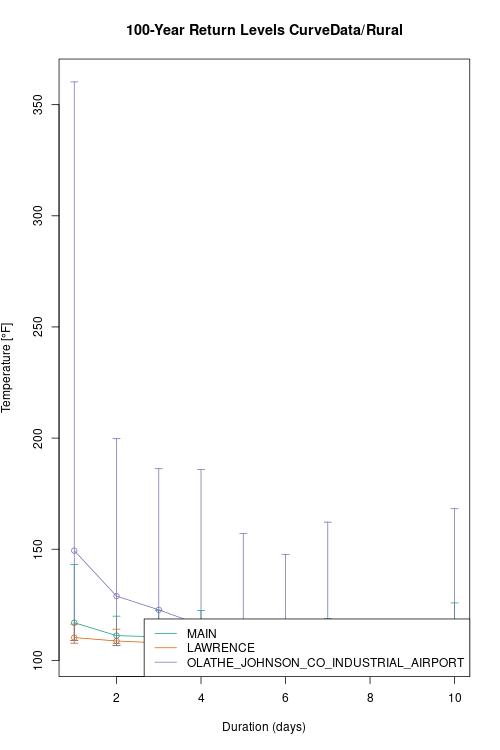 100-Year Return Levels CurveData/Rural
Temperature [°F]
350
300
250
200
150
100
MAIN
LAWRENCE
OLATHE_JOHNSON_CO_INDUSTRIAL_AIRPORT
2
4
6
8
10
Duration (days)